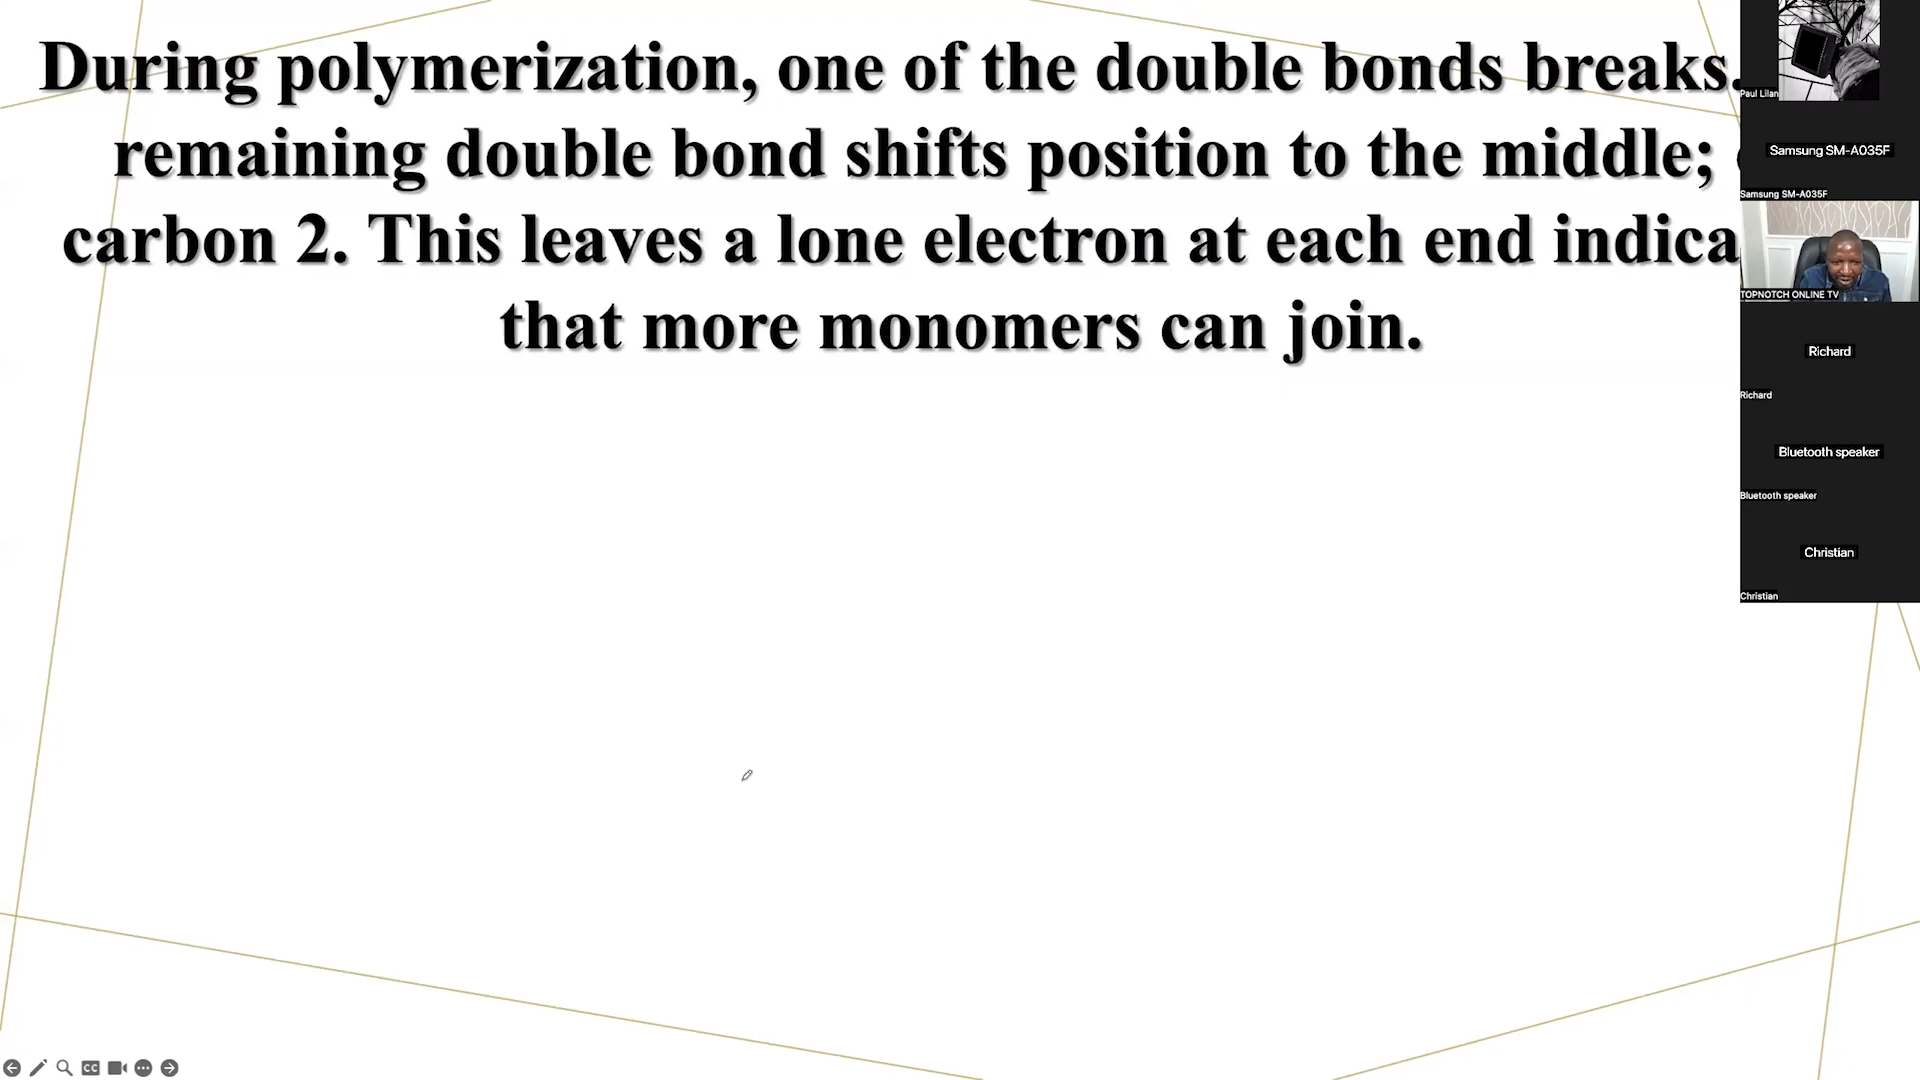 During polymerization, one of the double bonds breaks.
remaining double bond shifts position to the middle;
carbon 2. This leaves a lone electron at each end
that more monomers can join.
Paul Lilan
Samsung SM-A035F
Samsung SM-A035F
TOPNOTCH ONLINE TV
Richard
Richard
Bluetooth speaker
Bluetooth speaker
Christian
Christian
CC